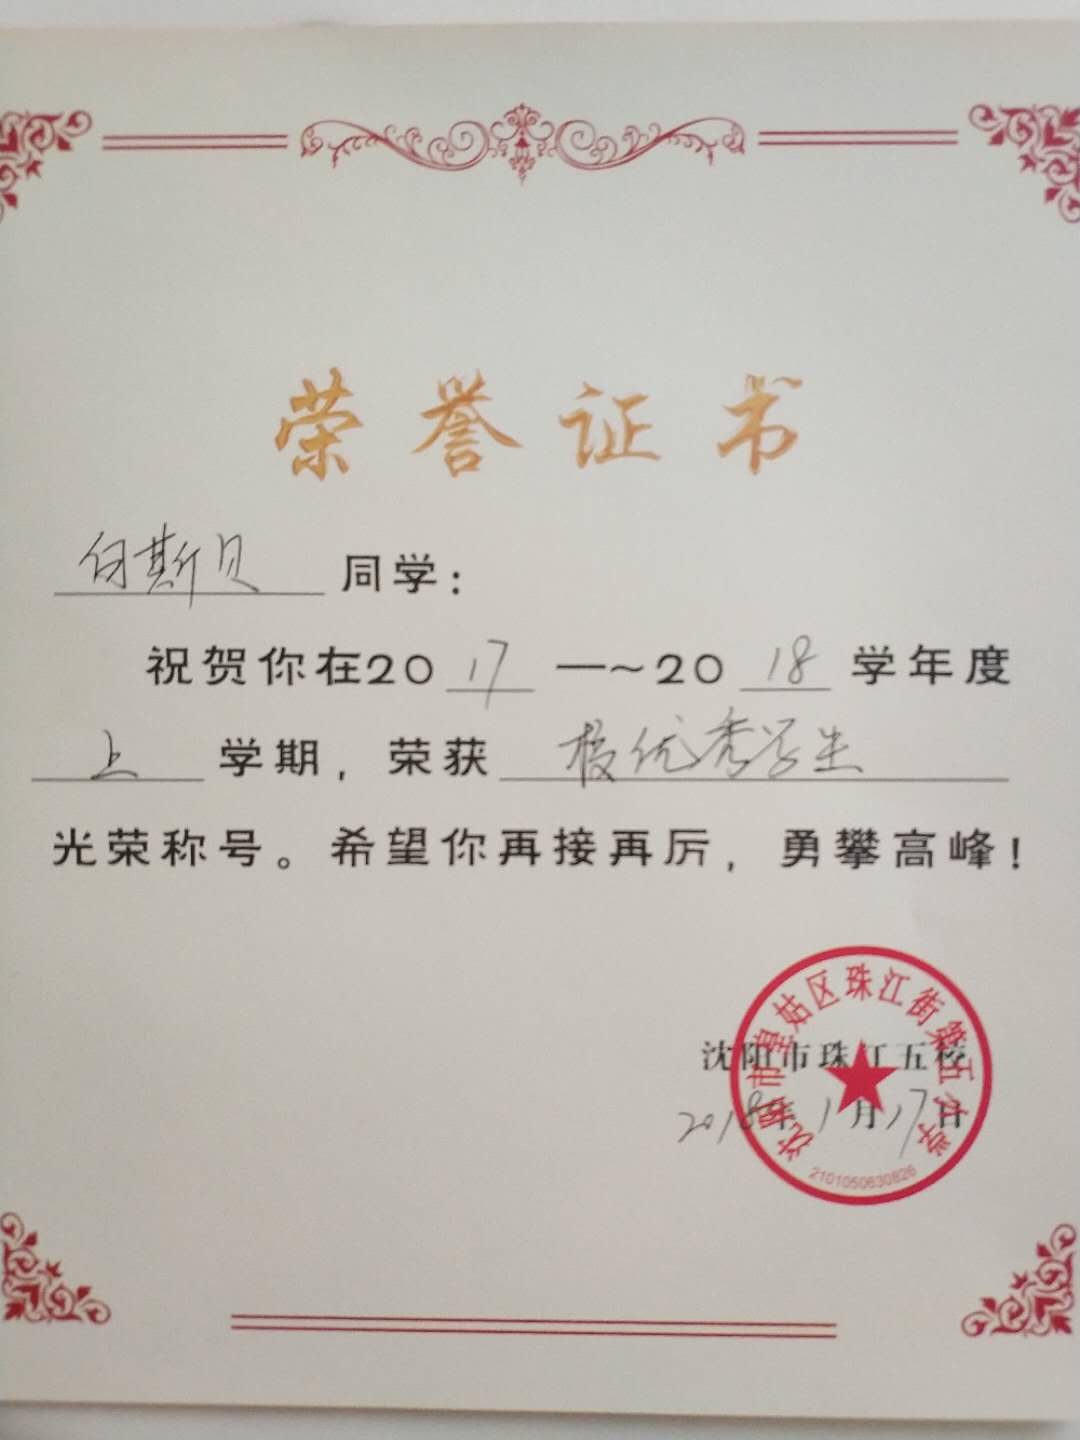 荣誉证书
何斯贝 同学：
祝贺你在20 17 —～20 18 学年度
上 学期，荣获 校优秀学生
光荣称号。希望你再接再厉，勇攀高峰！
沈阳市珠江五校
2018年1月17日
沈阳市皇姑区珠江街第五小学
2101050630826